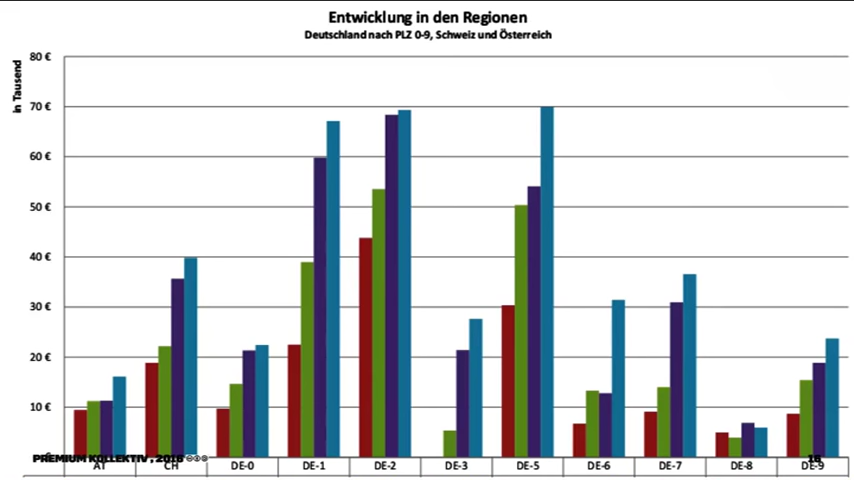 Entwicklung in den Regionen
Deutschland nach PLZ 0-9, Schweiz und Österreich
in Tausend
80 €
70 €
60 €
50 €
40 €
30 €
20 €
10 €
PREMIUM KOLLEKTIV, 2016
16
AT CH DE-0 DE-1 DE-2 DE-3 DE-5 DE-6 DE-7 DE-8 DE-9